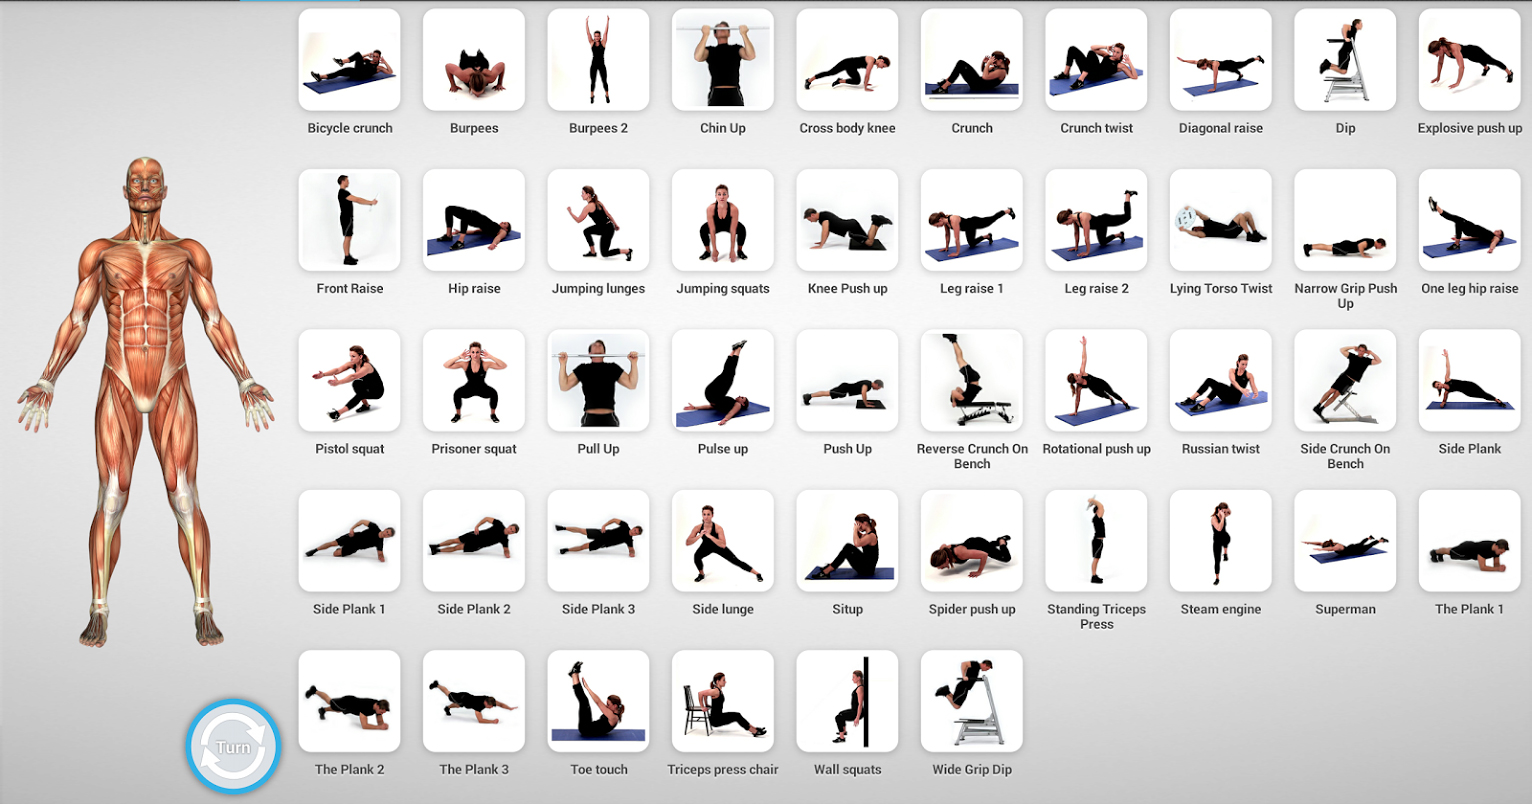 Bicycle crunch
Burpees
Burpees 2
Chin Up
Cross body knee
Crunch
Crunch twist
Diagonal raise
Dip
Explosive push up
Front Raise
Hip raise
Jumping lunges
Jumping squats
Knee Push up
Leg raise 1
Leg raise 2
Lying Torso Twist
Narrow Grip Push
Up
One leg hip raise
Pistol squat
Prisoner squat
Pull Up
Pulse up
Push Up
Reverse Crunch On
Bench
Rotational push up
Russian twist
Side Crunch On
Bench
Side Plank
Side Plank 1
Side Plank 2
Side Plank 3
Side lunge
Situp
Spider push up
Standing Triceps
Press
Steam engine
Superman
The Plank 1
The Plank 2
The Plank 3
Toe touch
Triceps press chair
Wall squats
Wide Grip Dip
Turn